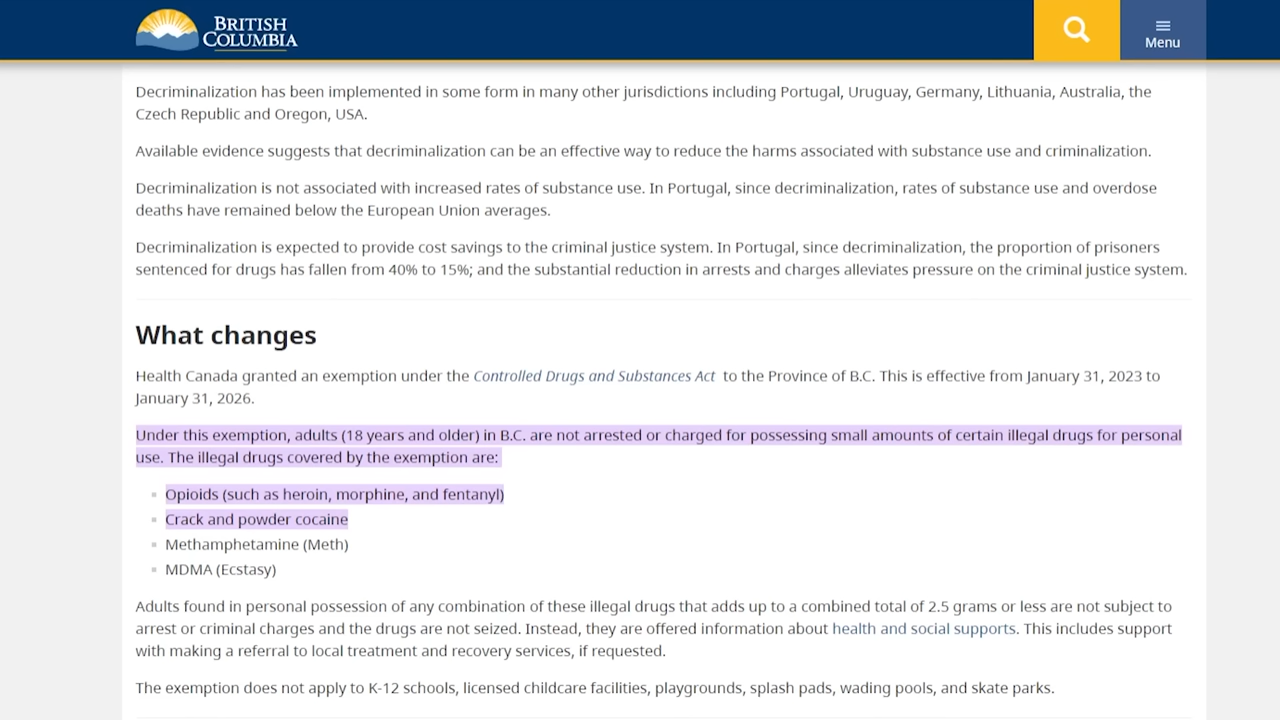 BRITISH
COLUMBIA
Menu
Decriminalization has been implemented in some form in many other jurisdictions including Portugal, Uruguay, Germany, Lithuania, Australia, the
Czech Republic and Oregon, USA.
Available evidence suggests that decriminalization can be an effective way to reduce the harms associated with substance use and criminalization.
Decriminalization is not associated with increased rates of substance use. In Portugal, since decriminalization, rates of substance use and overdose
deaths have remained below the European Union averages.
Decriminalization is expected to provide cost savings to the criminal justice system. In Portugal, since decriminalization, the proportion of prisoners
sentenced for drugs has fallen from 40% to 15%; and the substantial reduction in arrests and charges alleviates pressure on the criminal justice system.
What changes
Health Canada granted an exemption under the Controlled Drugs and Substances Act to the Province of B.C. This is effective from January 31, 2023 to
January 31, 2026.
Under this exemption, adults (18 years and older) in B.C. are not arrested or charged for possessing small amounts of certain illegal drugs for personal
use. The illegal drugs covered by the exemption are:
Opioids (such as heroin, morphine, and fentanyl)
Crack and powder cocaine
Methamphetamine (Meth)
MDMA (Ecstasy)
Adults found in personal possession of any combination of these illegal drugs that adds up to a combined total of 2.5 grams or less are not subject to
arrest or criminal charges and the drugs are not seized. Instead, they are offered information about health and social supports. This includes support
with making a referral to local treatment and recovery services, if requested.
The exemption does not apply to K-12 schools, licensed childcare facilities, playgrounds, splash pads, wading pools, and skate parks.